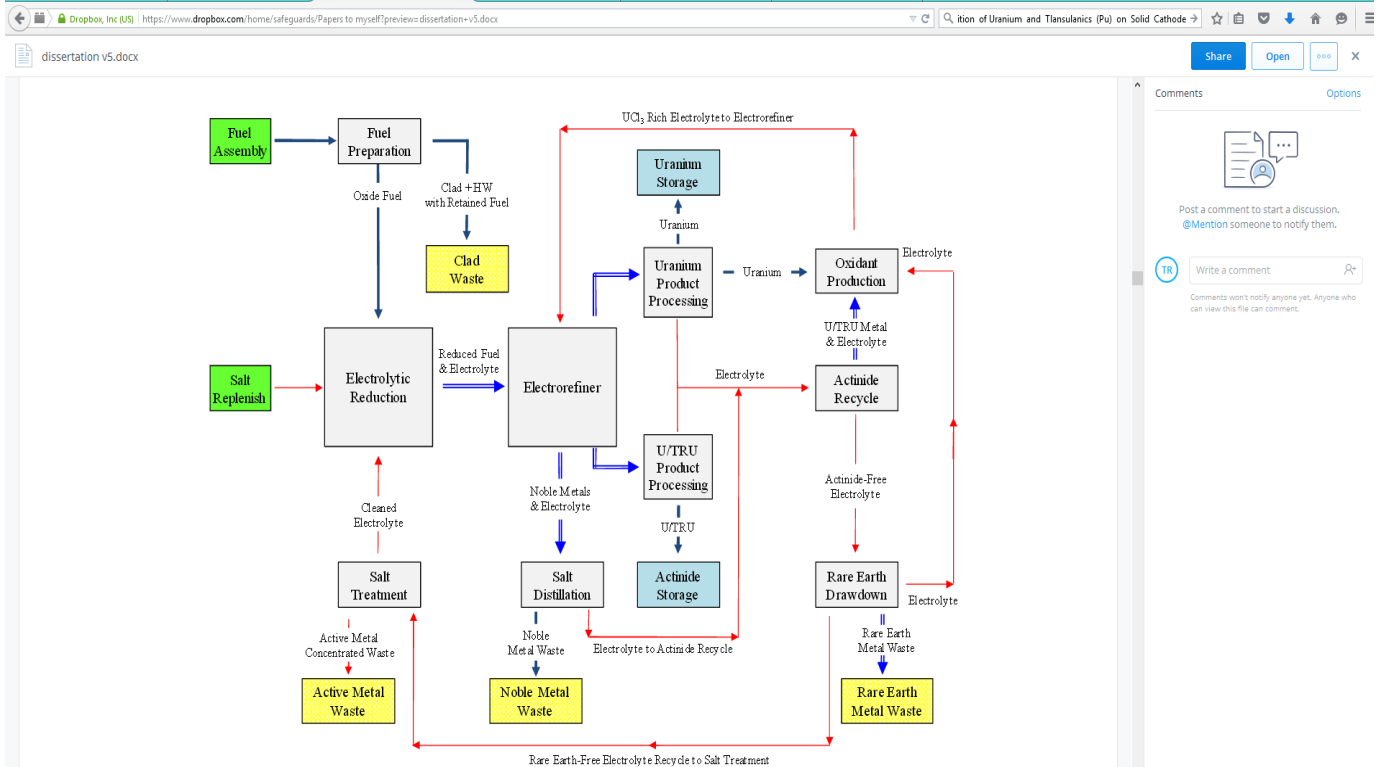 Dropbox, Inc (US)
https://www.dropbox.com/home/safeguards/Papers to myself?preview=dissertation+v5.docx
ition of Uranium and Tlansulanics (Pu) on Solid Cathode
dissertation v5.docx
Share
Open
Comments
Options
Post a comment to start a discussion.
@Mention someone to notify them.
TR
Write a comment
Comments won't notify anyone yet. Anyone who
can view this file can comment.
UCl₃ Rich Electrolyte to Electrorefiner
Fuel
Assembly
Fuel
Preparation
Oxide Fuel
Clad +HW
with Retained Fuel
Clad
Waste
Uranium
Storage
Uranium
Uranium
Product
Processing
Uranium
Oxidant
Production
Electrolyte
U/TRU Metal
& Electrolyte
Salt
Replenish
Electrolytic
Reduction
Reduced Fuel
& Electrolyte
Electrorefiner
Electrolyte
Actinide
Recycle
U/TRU
Product
Processing
Actinide-Free
Electrolyte
Cleaned
Electrolyte
Noble Metals
& Electrolyte
U/TRU
Salt
Treatment
Salt
Distillation
Actinide
Storage
Rare Earth
Drawdown
Electrolyte
Active Metal
Concentrated Waste
Noble
Metal Waste
Electrolyte to Actinide Recycle
Rare Earth
Metal Waste
Active Metal
Waste
Noble Metal
Waste
Rare Earth
Metal Waste
Rare Earth-Free Electrolyte Recycle to Salt Treatment